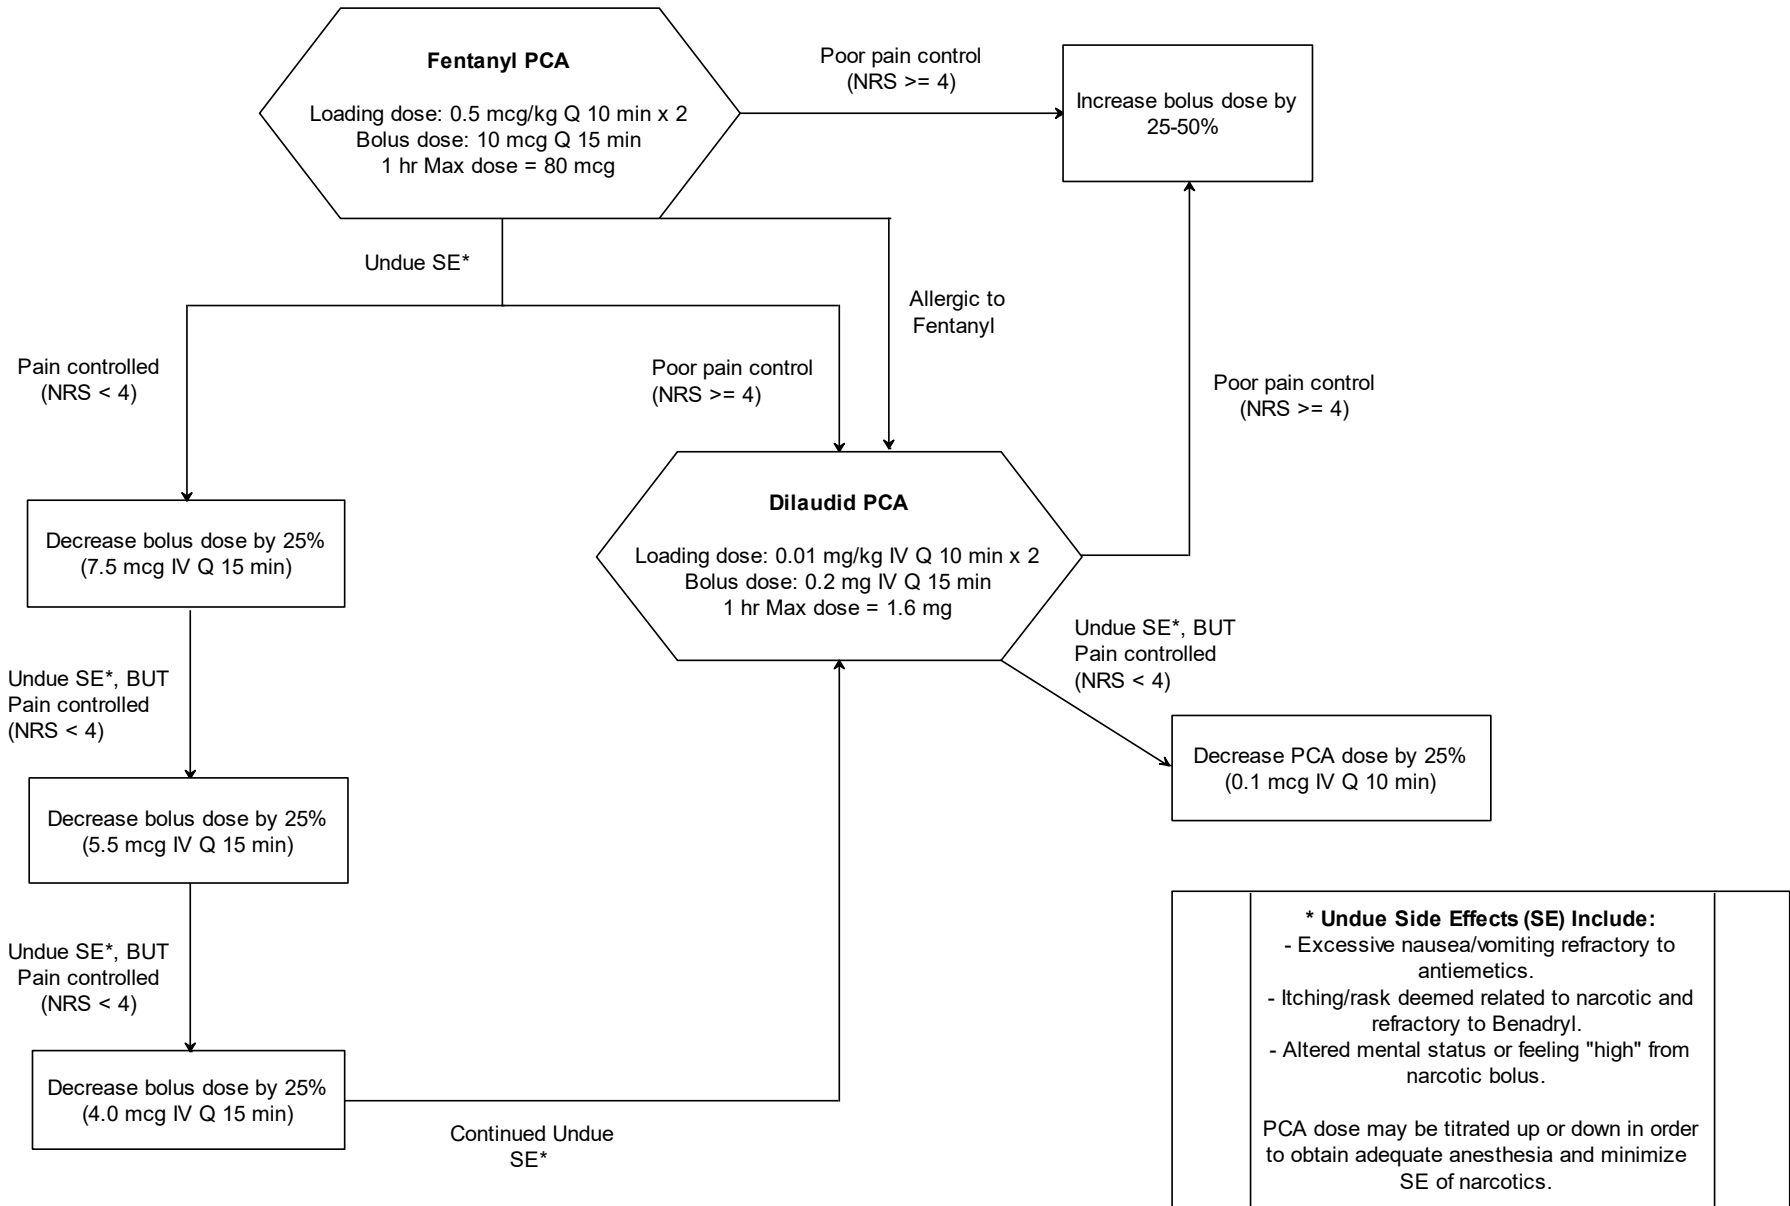 Fentanyl PCA
Loading dose: 0.5 mcg/kg Q 10 min x 2
Bolus dose: 10 mcg Q 15 min
1 hr Max dose = 80 mcg
Poor pain control
(NRS >= 4)
Increase bolus dose by
25-50%
Undue SE*
Allergic to
Fentanyl
Pain controlled
(NRS < 4)
Poor pain control
(NRS >= 4)
Poor pain control
(NRS >= 4)
Decrease bolus dose by 25%
(7.5 mcg IV Q 15 min)
Dilaudid PCA
Loading dose: 0.01 mg/kg IV Q 10 min x 2
Bolus dose: 0.2 mg IV Q 15 min
1 hr Max dose = 1.6 mg
Undue SE*, BUT
Pain controlled
(NRS < 4)
Undue SE*, BUT
Pain controlled
(NRS < 4)
Decrease PCA dose by 25%
(0.1 mcg IV Q 10 min)
Decrease bolus dose by 25%
(5.5 mcg IV Q 15 min)
Undue SE*, BUT
Pain controlled
(NRS < 4)
Decrease bolus dose by 25%
(4.0 mcg IV Q 15 min)
Continued Undue
SE*
* Undue Side Effects (SE) Include:
- Excessive nausea/vomiting refractory to
antiemetics.
- Itching/rask deemed related to narcotic and
refractory to Benadryl.
- Altered mental status or feeling "high" from
narcotic bolus.
PCA dose may be titrated up or down in order
to obtain adequate anesthesia and minimize
SE of narcotics.